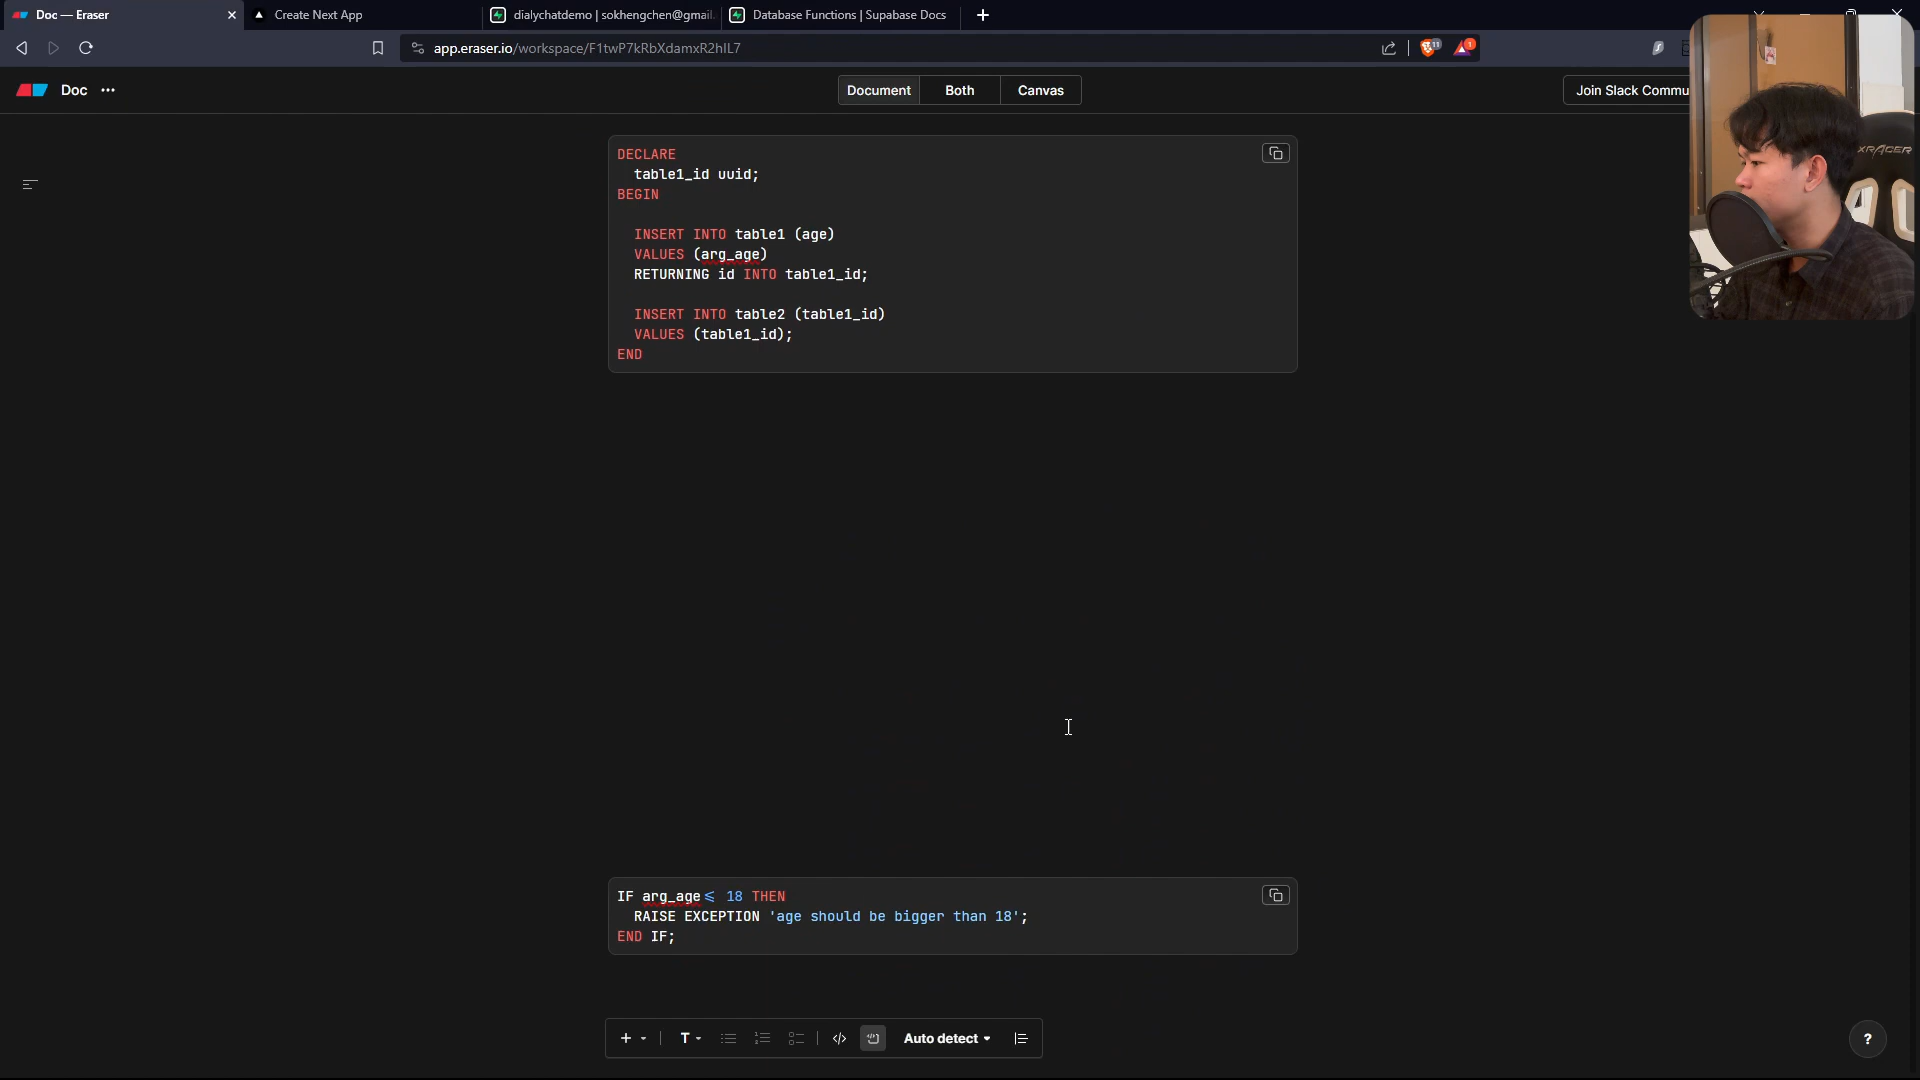 Doc — Eraser
Create Next App
dialychatdemo | sokhengchen@gmail.
Database Functions | Supabase Docs
app.eraser.io/workspace/F1twP7kRbXdamxR2hIL7
11
1
Doc
Document
Both
Canvas
Join Slack Commu
XRACER
DECLARE
table1_id uuid;
BEGIN
INSERT INTO table1 (age)
VALUES (arg_age)
RETURNING id INTO table1_id;
INSERT INTO table2 (table1_id)
VALUES (table1_id);
END
IF arg_age<= 18 THEN
RAISE EXCEPTION 'age should be bigger than 18';
END IF;
T
Auto detect
?